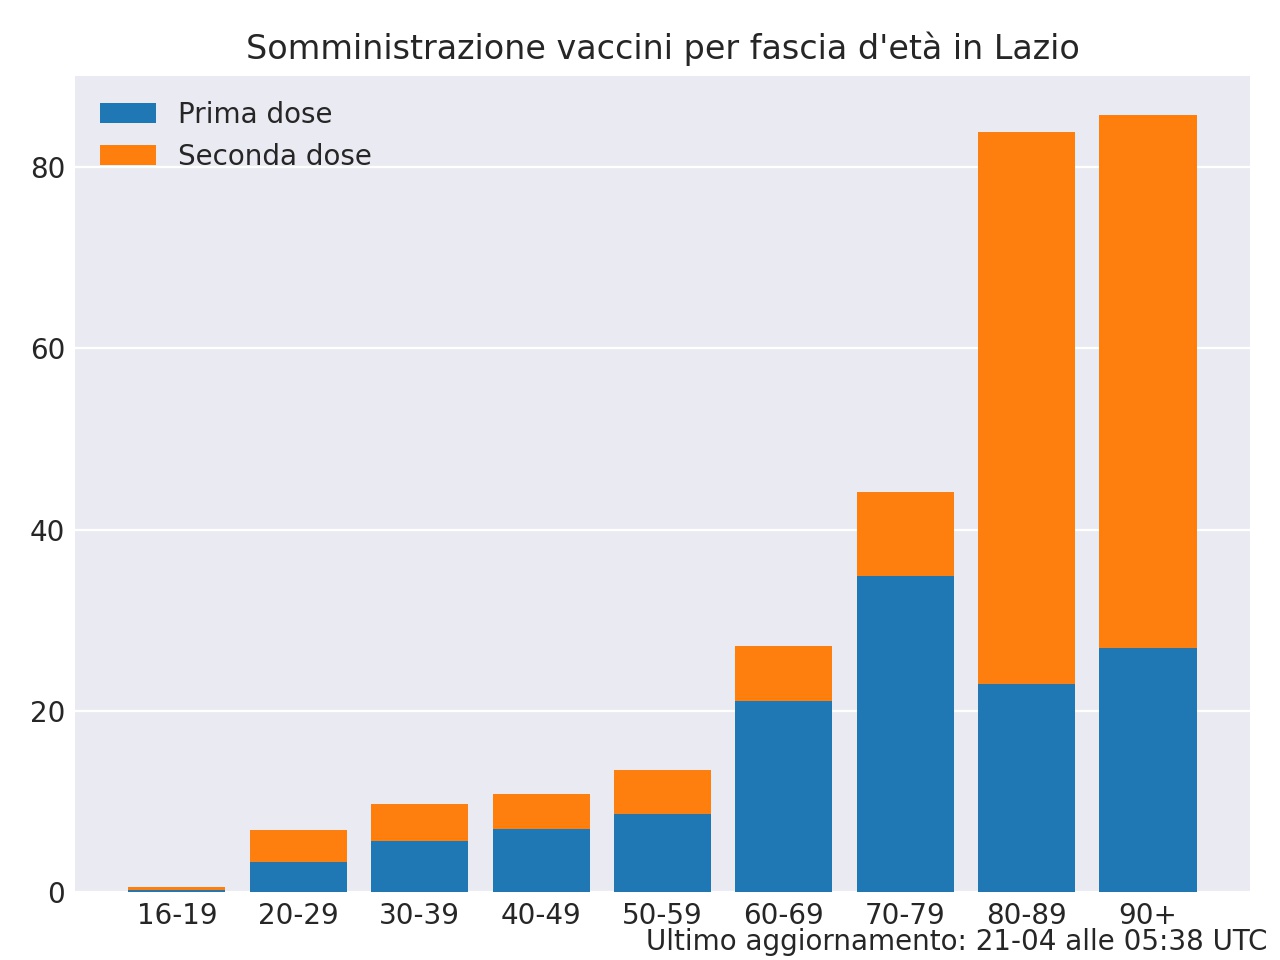 Somministrazione vaccini per fascia d'età in Lazio
Prima dose
Seconda dose
80
60
40
20
0
16-19 20-29 30-39 40-49 50-59 60-69 70-79 80-89 90+
Ultimo aggiornamento: 21-04 alle 05:38 UTC